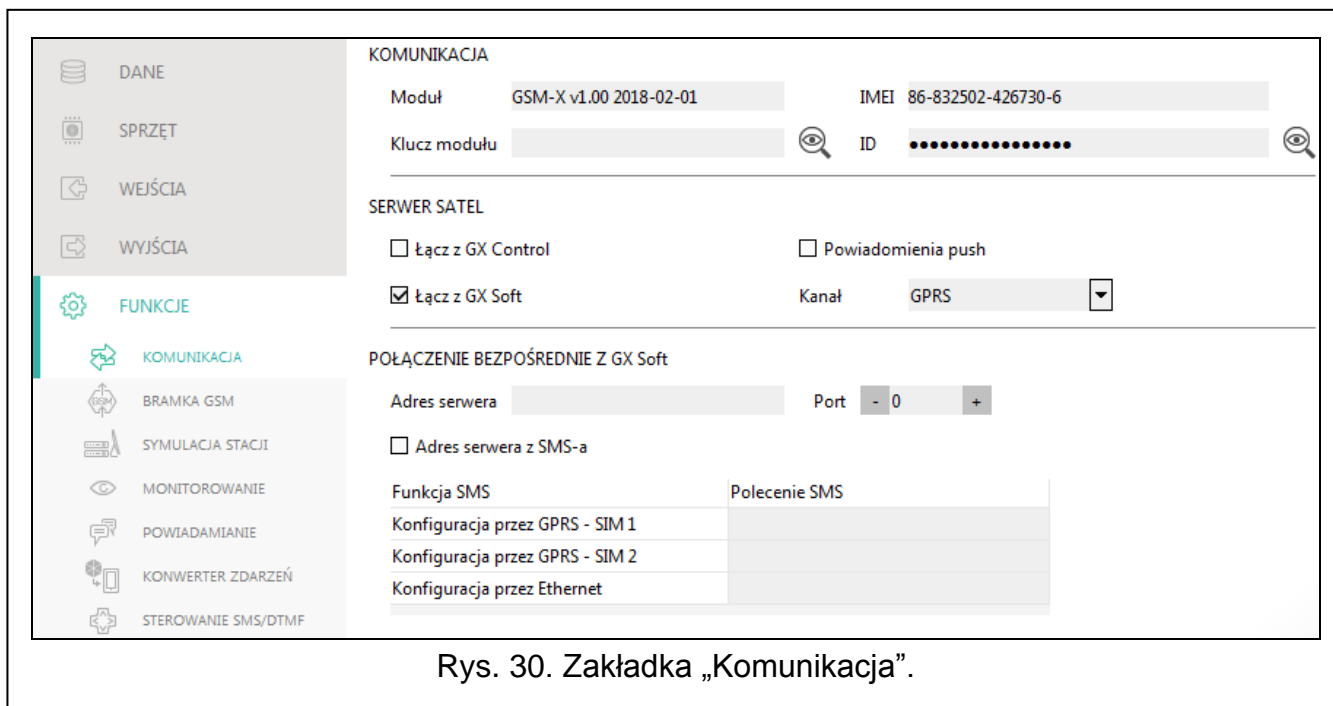 DANE
SPRZĘT
WEJŚCIA
WYJŚCIA
FUNKCJE
KOMUNIKACJA
BRAMKA GSM
GSM
SYMULACJA STACJI
MONITOROWANIE
POWIADAMIANIE
KONWERTER ZDARZEŃ
STEROWANIE SMS/DTMF
KOMUNIKACJA
Moduł GSM-X v1.00 2018-02-01 IMEI 86-832502-426730-6
Klucz modułu ID ••••••••••••••••
SERWER SATEL
Łącz z GX Control Powiadomienia push
Łącz z GX Soft Kanał GPRS
POŁĄCZENIE BEZPOŚREDNIE Z GX Soft
Adres serwera Port - 0 +
Adres serwera z SMS-a
Funkcja SMS Polecenie SMS
Konfiguracja przez GPRS - SIM 1
Konfiguracja przez GPRS - SIM 2
Konfiguracja przez Ethernet
Rys. 30. Zakładka „Komunikacja”.